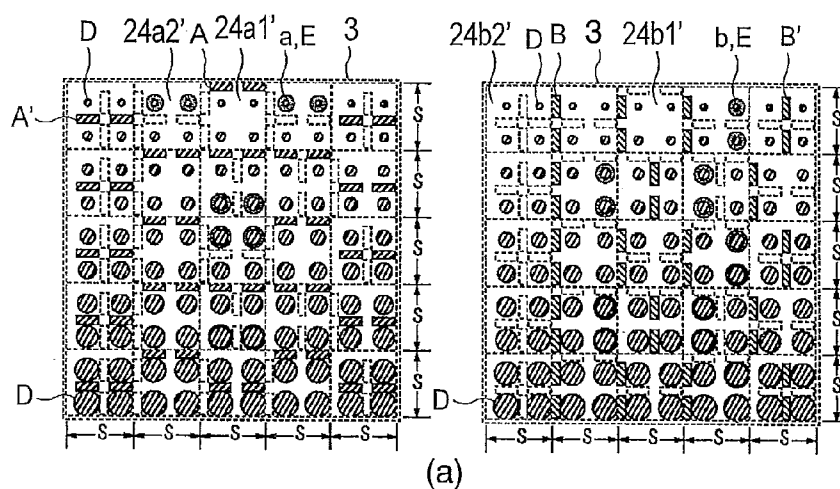 D 24a2' A 24a1' a,E 3
A'
S
S
S
S
D S
S S S S S
24b2' D B 3 24b1' b,E B'
S
S
S
S
D S
S S S S S
(a)